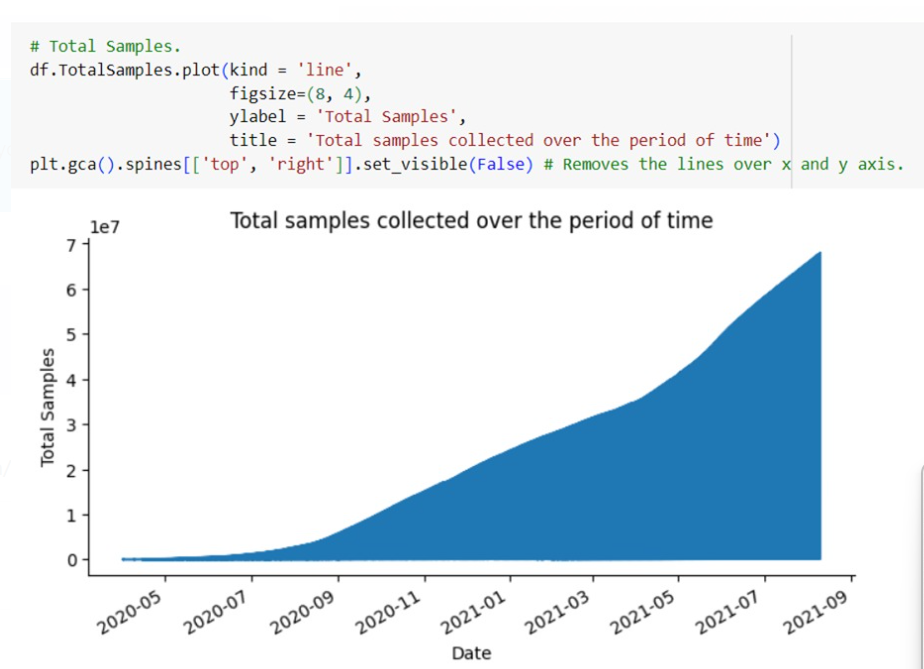 # Total Samples.
df.TotalSamples.plot(kind = 'line',
figsize=(8, 4),
ylabel = 'Total Samples',
title = 'Total samples collected over the period of time')
plt.gca().spines[['top', 'right']].set_visible(False) # Removes the lines over x and y axis.
Total samples collected over the period of time
1e7
7
6
5
4
3
2
1
0
Total Samples
2020-05 2020-07 2020-09 2020-11 2021-01 2021-03 2021-05 2021-07 2021-09
Date